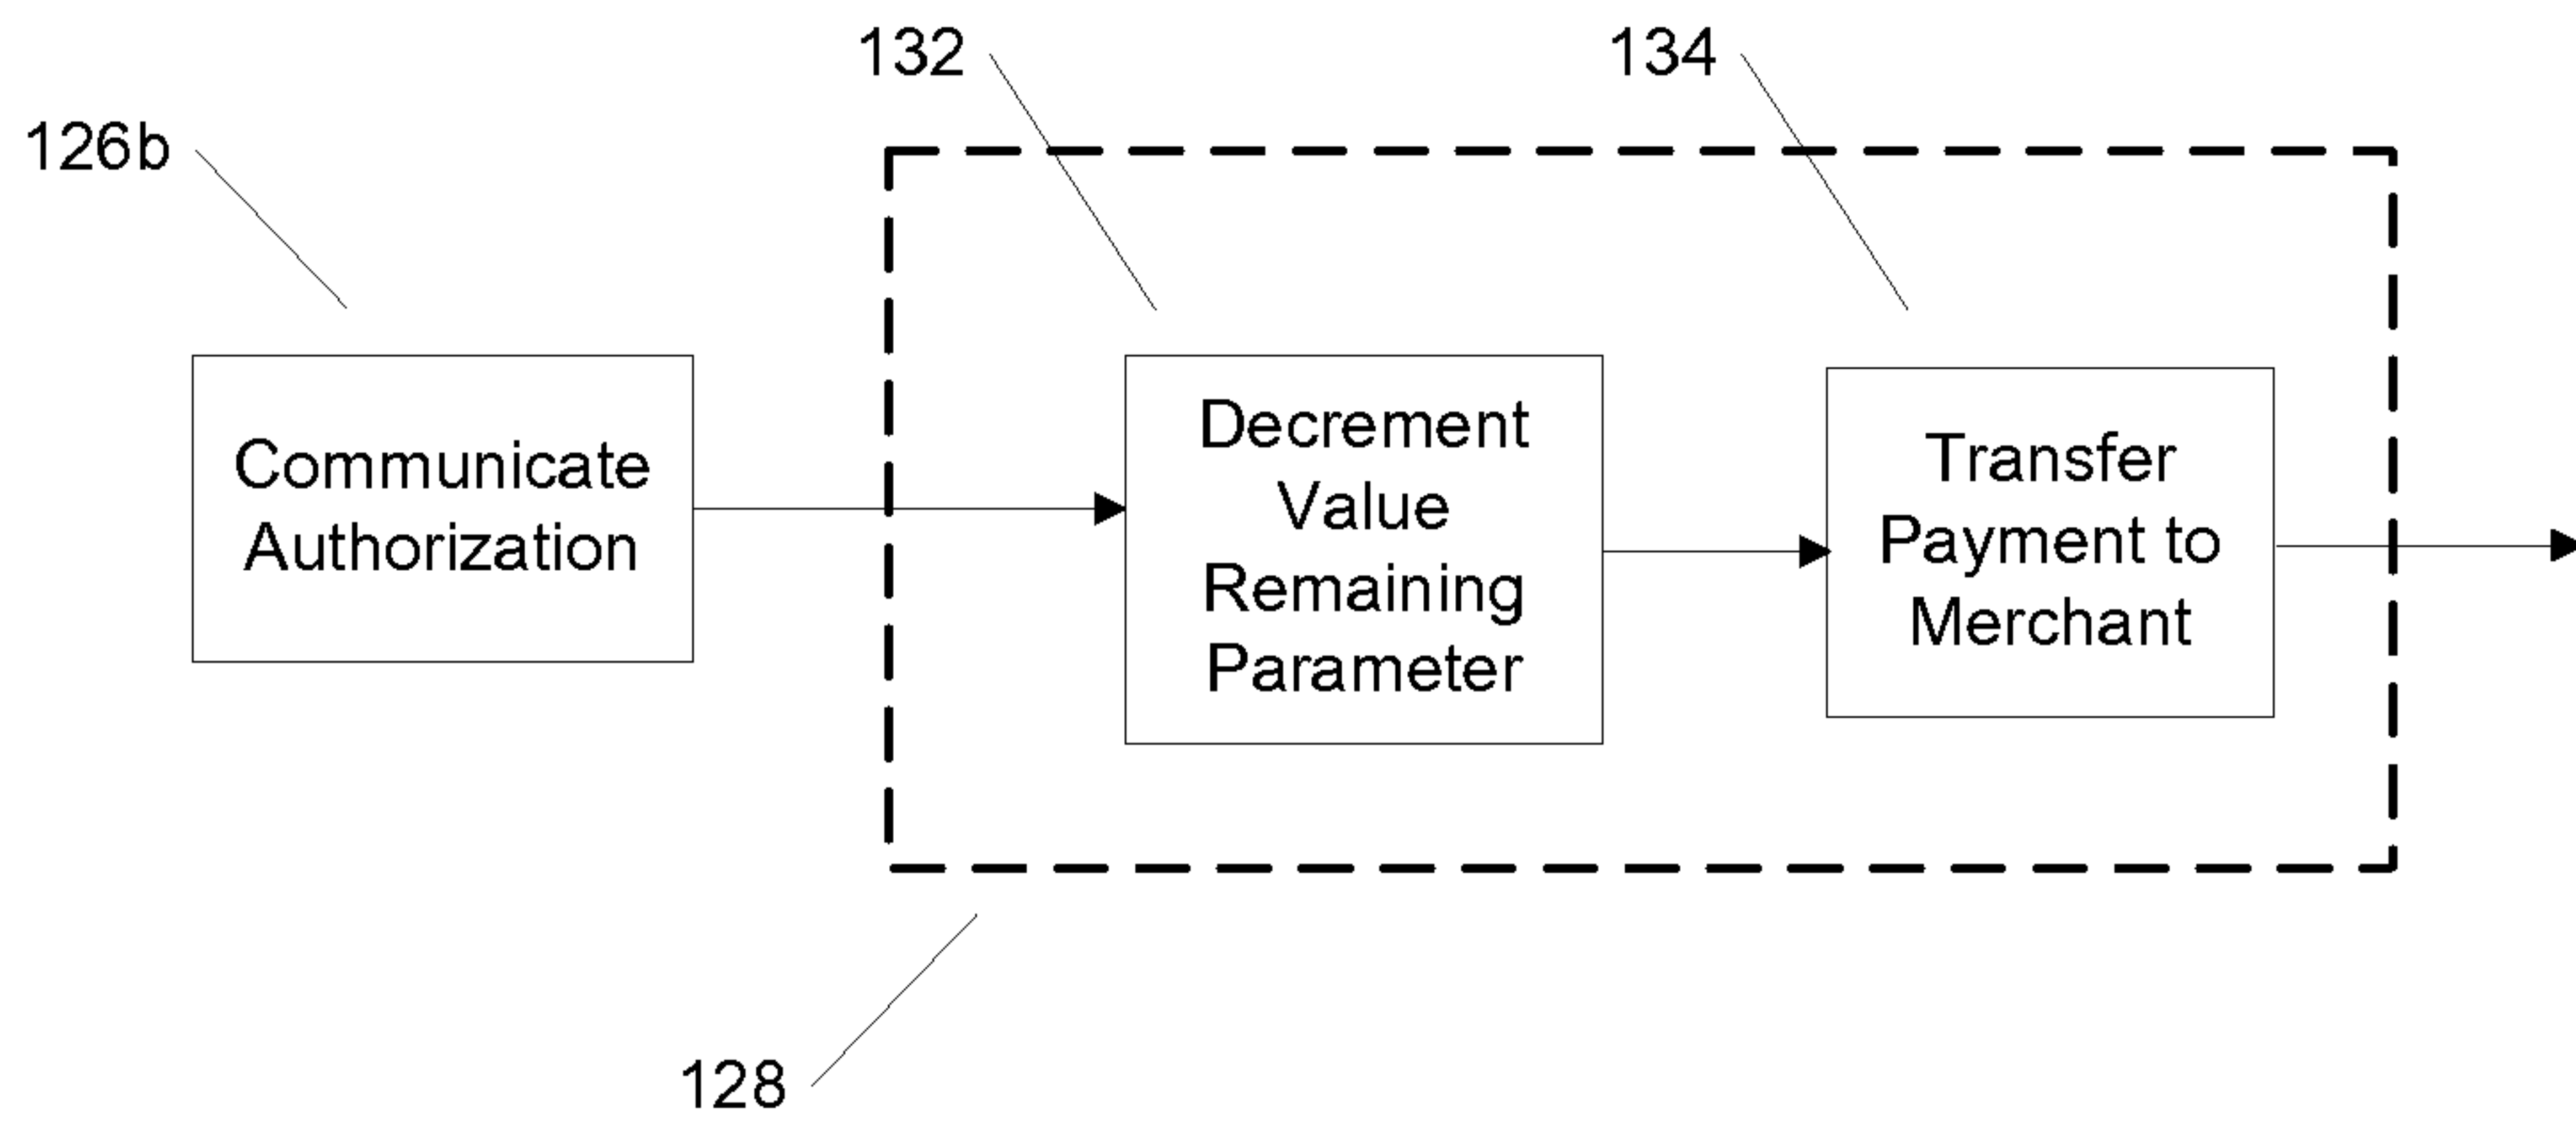 132
134
126b
Communicate
Authorization
Decrement
Value
Remaining
Parameter
Transfer
Payment to
Merchant
128